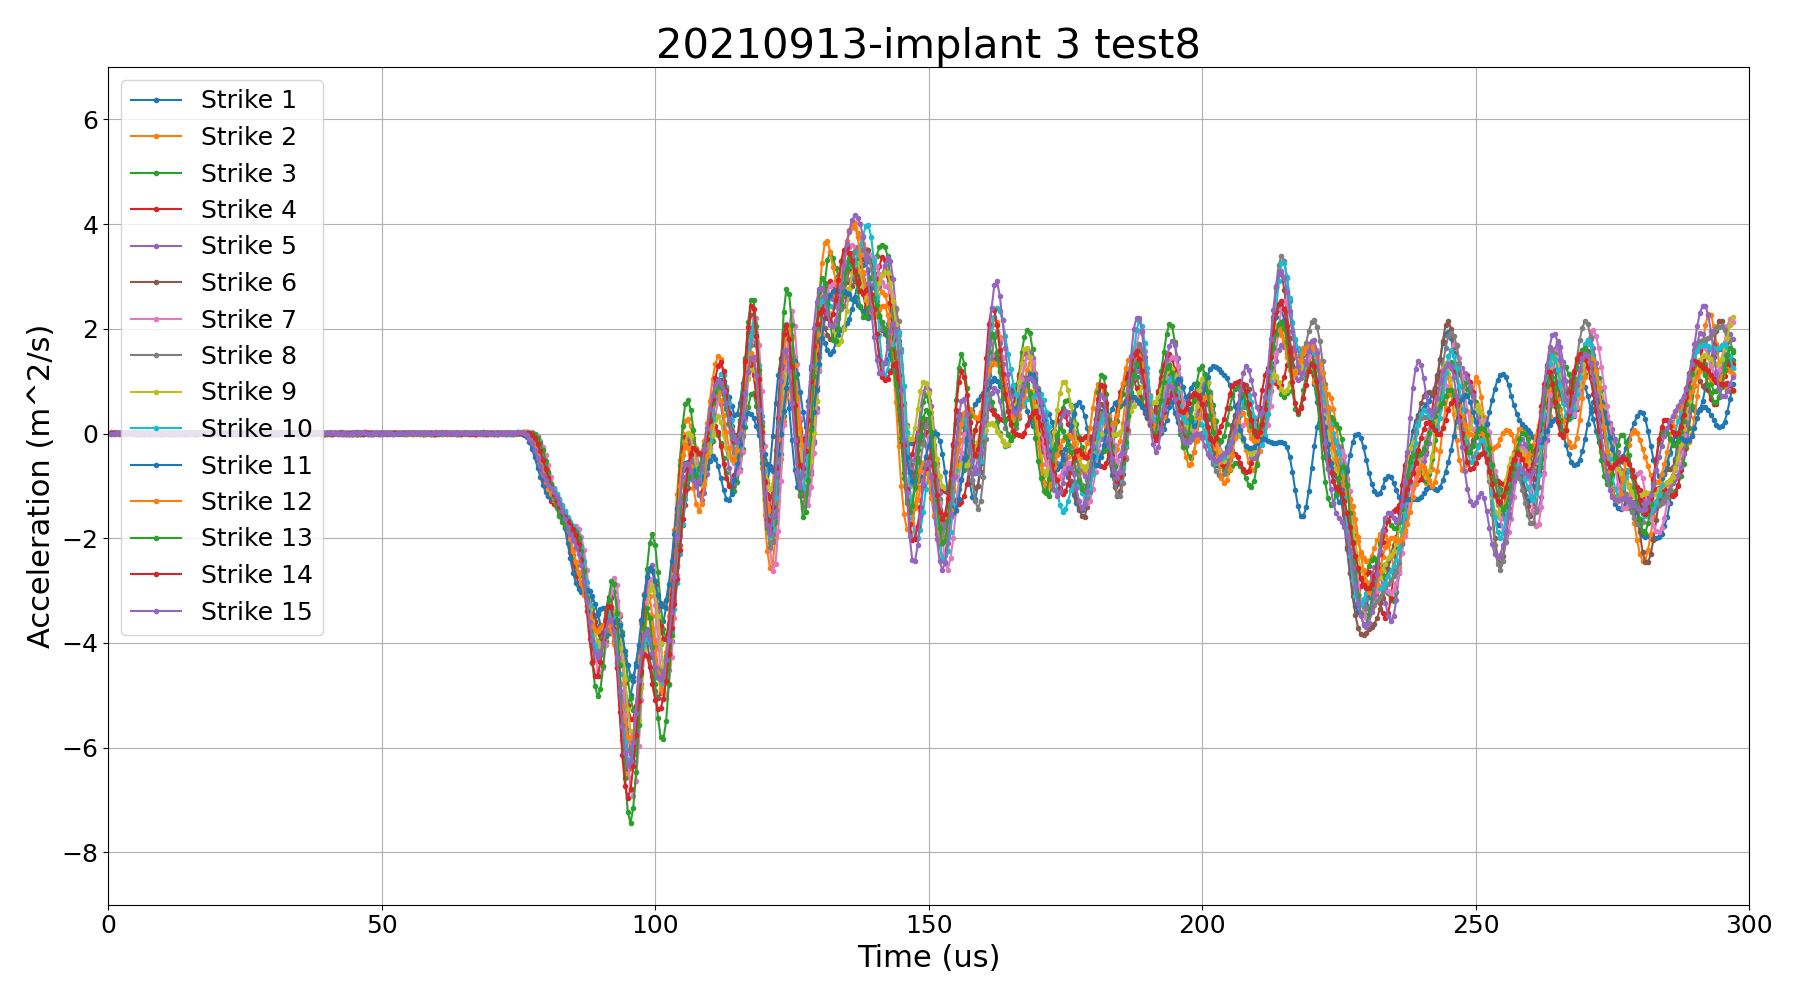 20210913-implant 3 test8
Strike 1
Strike 2
Strike 3
Strike 4
Strike 5
Strike 6
Strike 7
Strike 8
Strike 9
Strike 10
Strike 11
Strike 12
Strike 13
Strike 14
Strike 15
Acceleration (m^2/s)
6
4
2
0
−2
−4
−6
−8
0 50 100 150 200 250 300
Time (us)